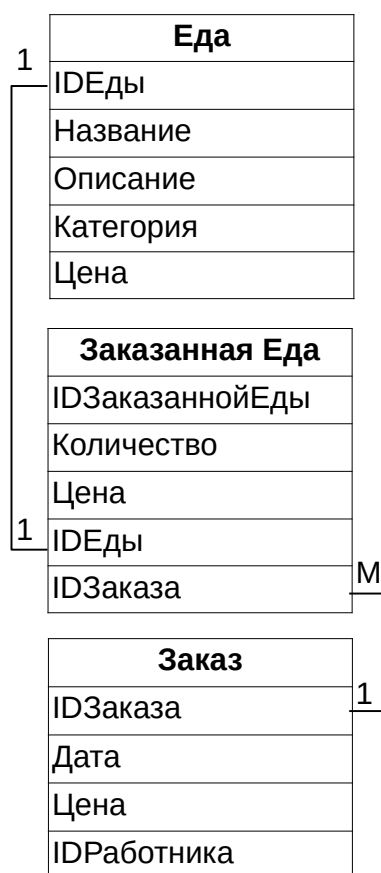 Еда
1
IDЕды
Название
Описание
Категория
Цена
Заказанная Еда
IDЗаказаннойЕды
Количество
Цена
1
IDЕды
IDЗаказа
М
Заказ
IDЗаказа
1
Дата
Цена
IDРаботника